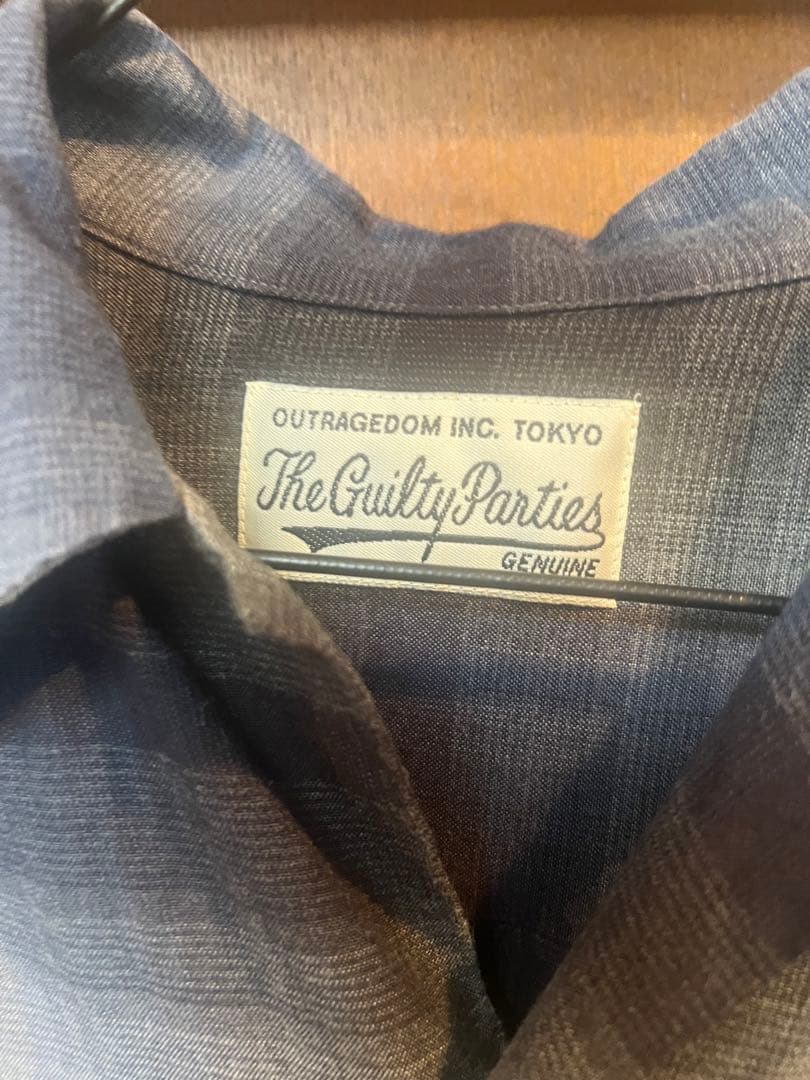 OUTRAGEDOM INC. TOKYO
The Guilty Parties
GENUINE